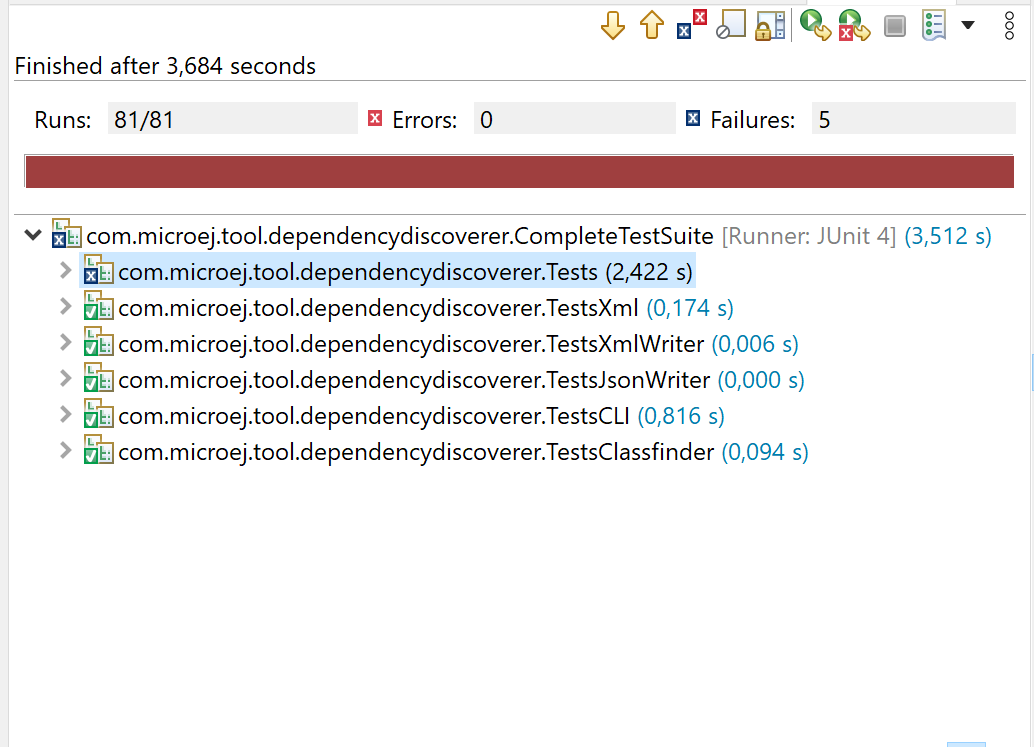 Finished after 3,684 seconds
Runs: 81/81 Errors: 0 Failures: 5
com.microej.tool.dependencydiscoverer.CompleteTestSuite [Runner: JUnit 4] (3,512 s)
com.microej.tool.dependencydiscoverer.Tests (2,422 s)
com.microej.tool.dependencydiscoverer.TestsXml (0,174 s)
com.microej.tool.dependencydiscoverer.TestsXmlWriter (0,006 s)
com.microej.tool.dependencydiscoverer.TestsJsonWriter (0,000 s)
com.microej.tool.dependencydiscoverer.TestsCLI (0,816 s)
com.microej.tool.dependencydiscoverer.TestsClassfinder (0,094 s)